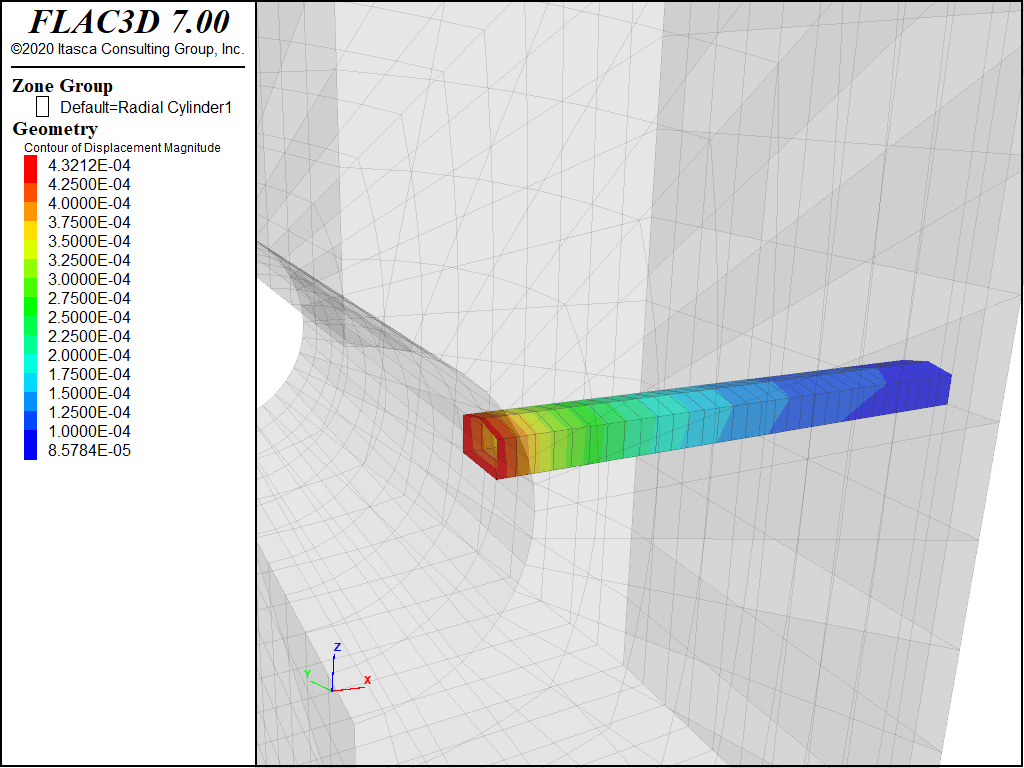 FLAC3D 7.00
©2020 Itasca Consulting Group, Inc.
Zone Group
Default=Radial Cylinder1
Geometry
Contour of Displacement Magnitude
4.3212E-04
4.2500E-04
4.0000E-04
3.7500E-04
3.5000E-04
3.2500E-04
3.0000E-04
2.7500E-04
2.5000E-04
2.2500E-04
2.0000E-04
1.7500E-04
1.5000E-04
1.2500E-04
1.0000E-04
8.5784E-05
Z
Y
X